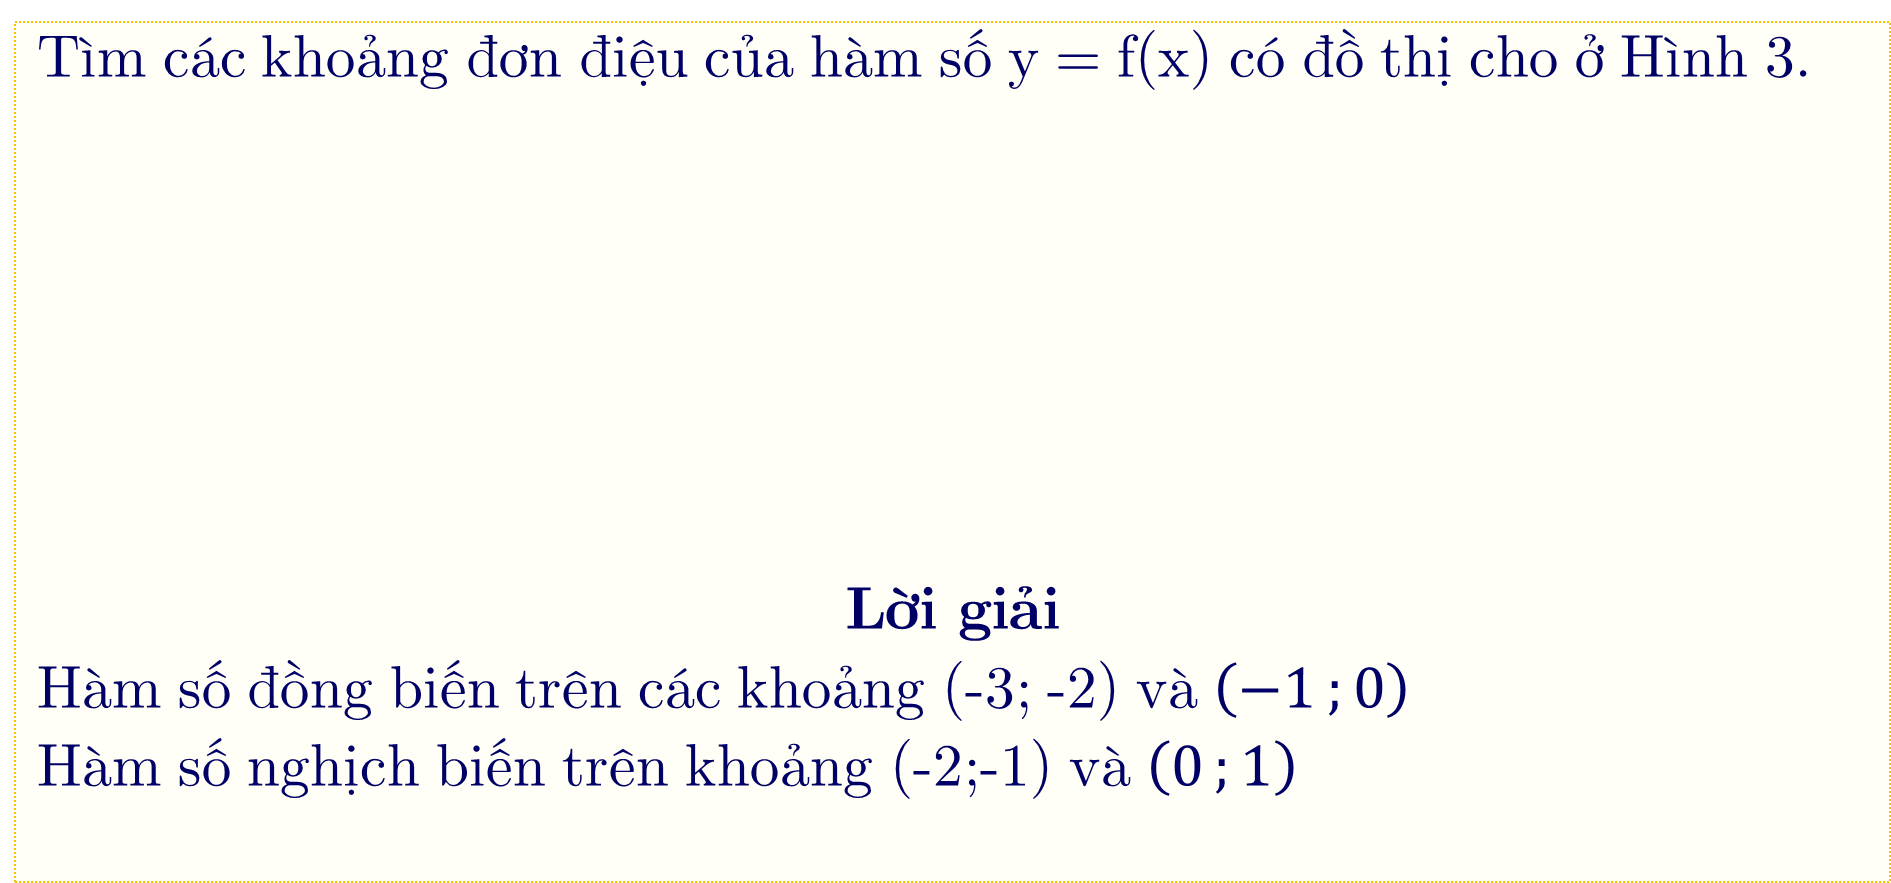 Tìm các khoảng đơn điệu của hàm số y = f(x) có đồ thị cho ở Hình 3.
Lời giải
Hàm số đồng biến trên các khoảng (-3; -2) và (−1 ; 0)
Hàm số nghịch biến trên khoảng (-2;-1) và (0 ; 1)